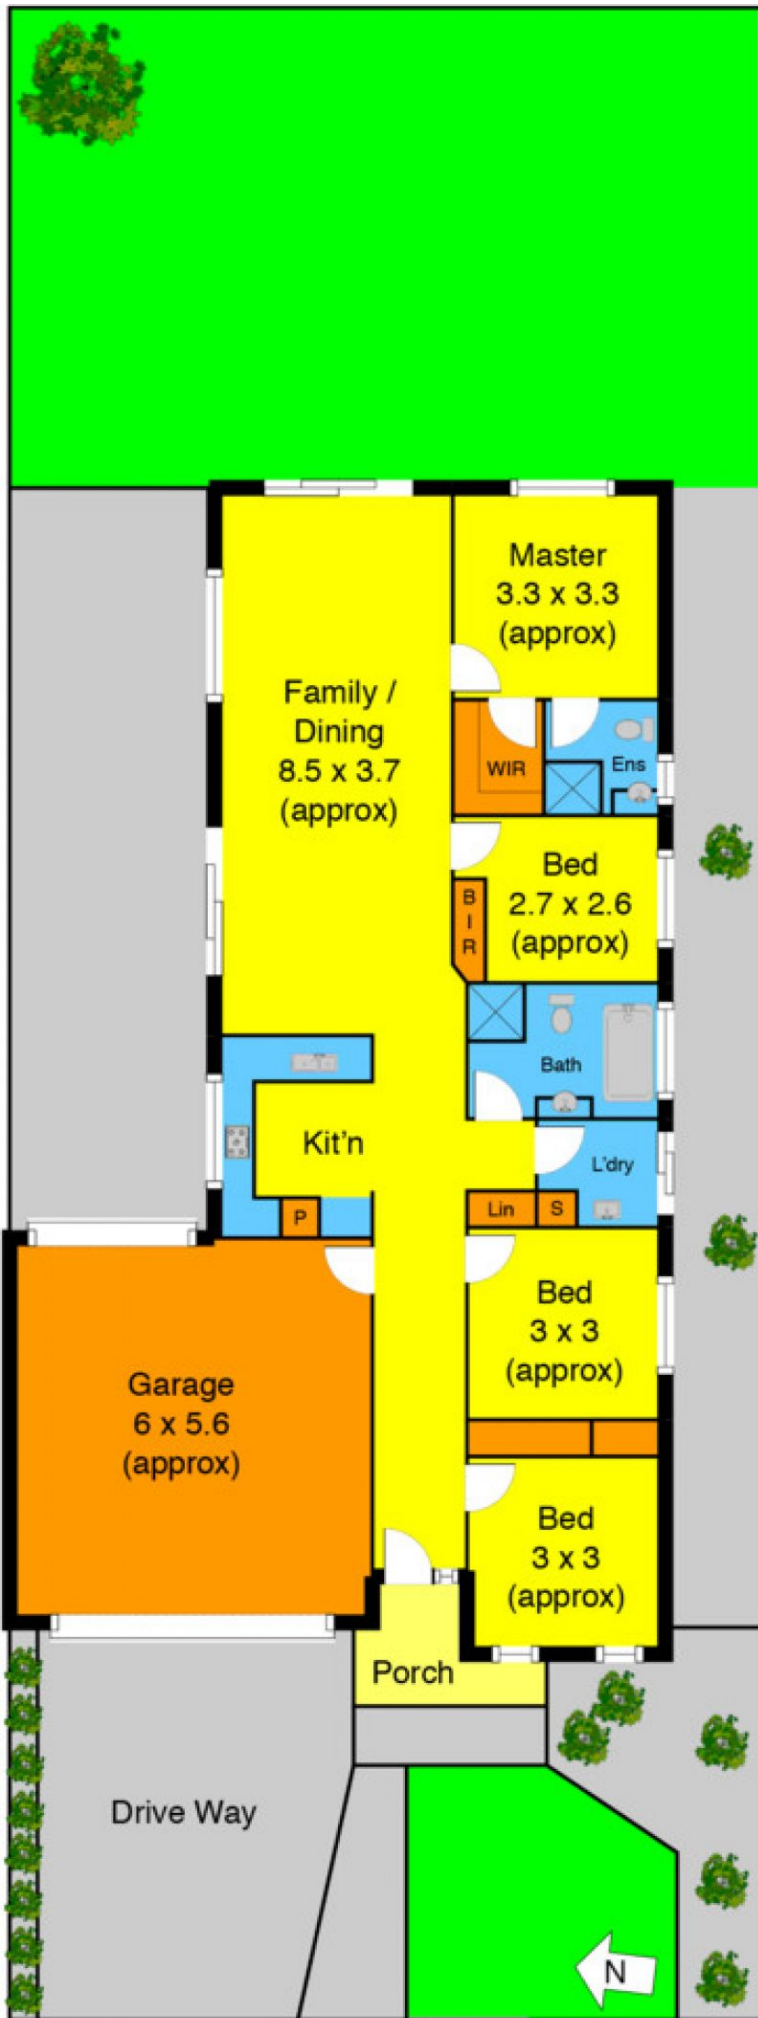 Master
3.3 x 3.3
(approx)
Family /
Dining
8.5 x 3.7
(approx)
WIR
Ens
Bed
2.7 x 2.6
(approx)
B
I
R
Bath
Kit'n
L'dry
P
Lin
S
Bed
3 x 3
(approx)
Garage
6 x 5.6
(approx)
Bed
3 x 3
(approx)
Porch
Drive Way
N